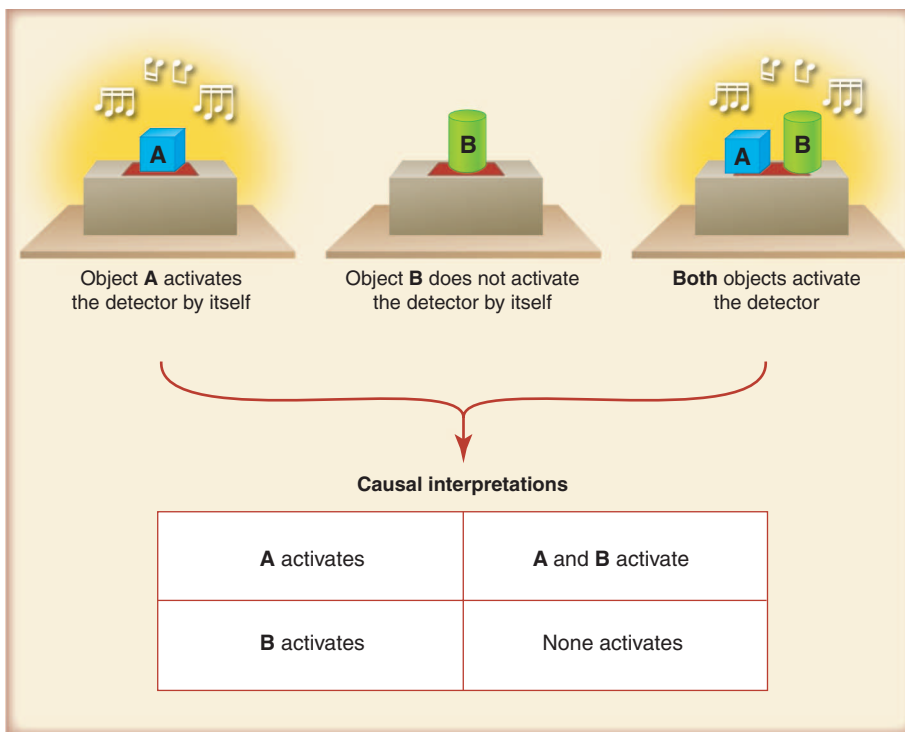 A
B
A
B
Object A activates
the detector by itself
Object B does not activate
the detector by itself
Both objects activate
the detector
Causal interpretations
A activates
A and B activate
B activates
None activates